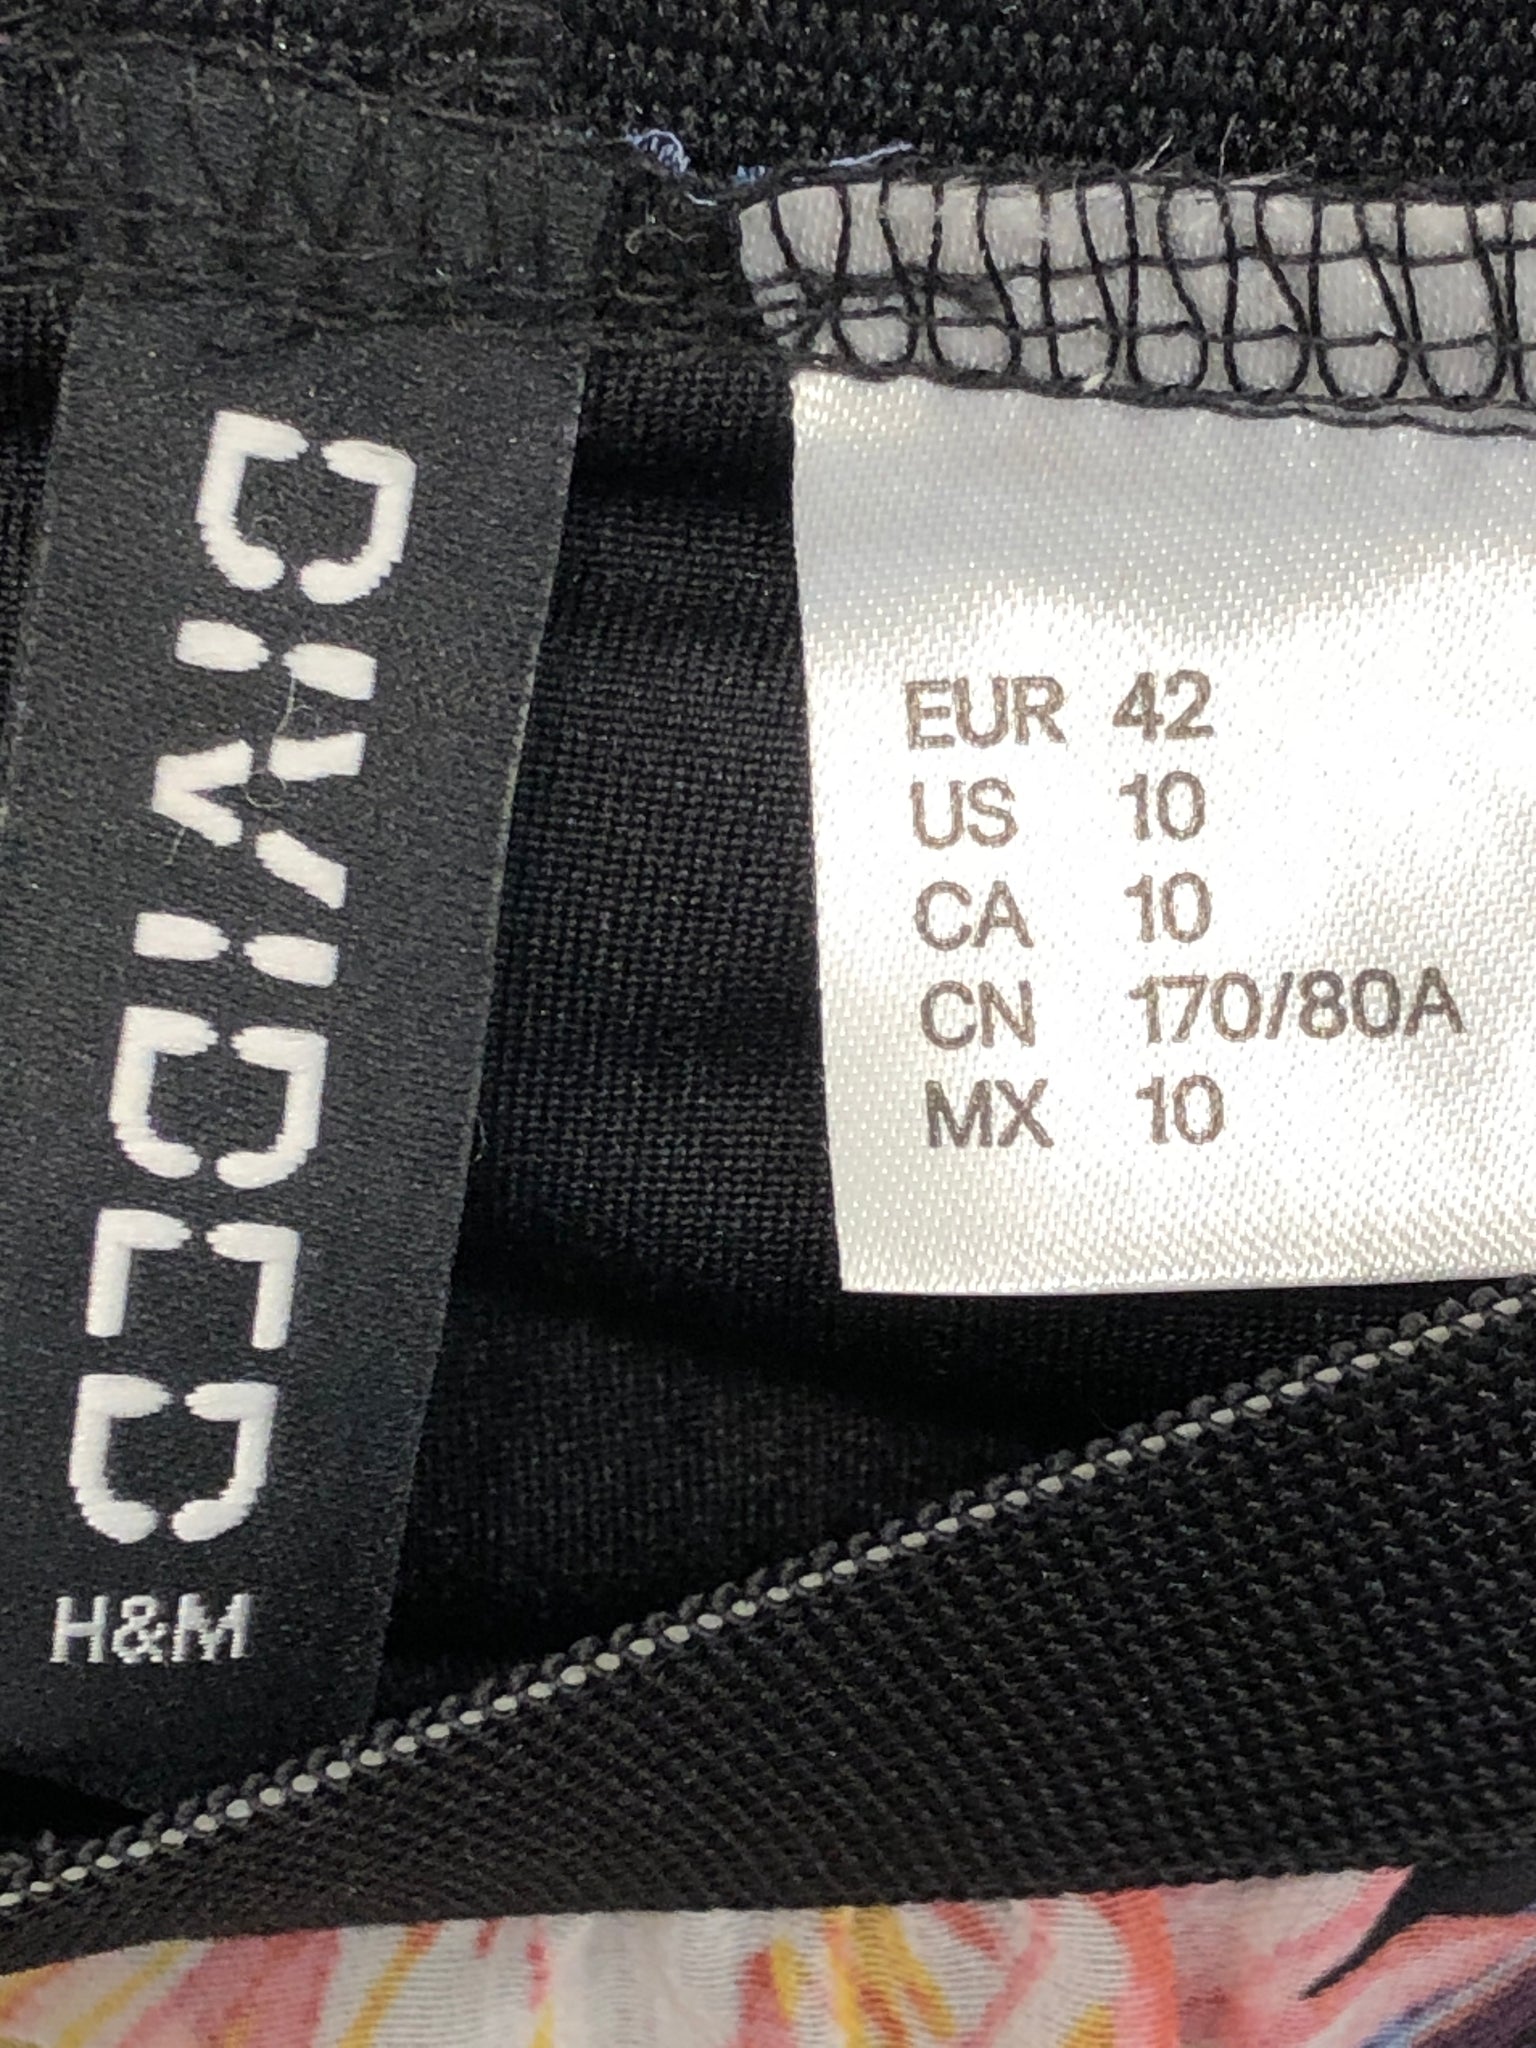 DIVIDED
H&M
EUR 42
US 10
CA 10
CN 170/80A
MX 10